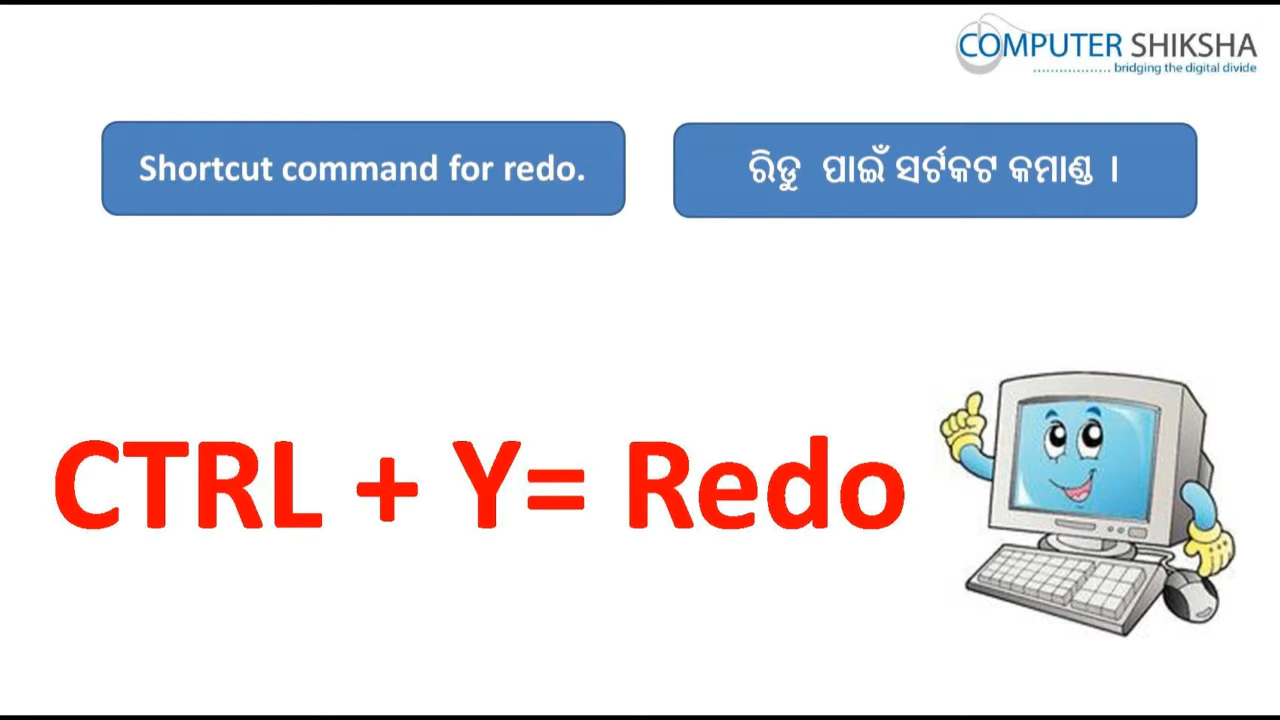 COMPUTER SHIKSHA
.................. bridging the digital divide
Shortcut command for redo.
ରିଡୁ ପାଇଁ ସର୍ଟକଟ କମାଣ୍ଡ ।
CTRL + Y= Redo